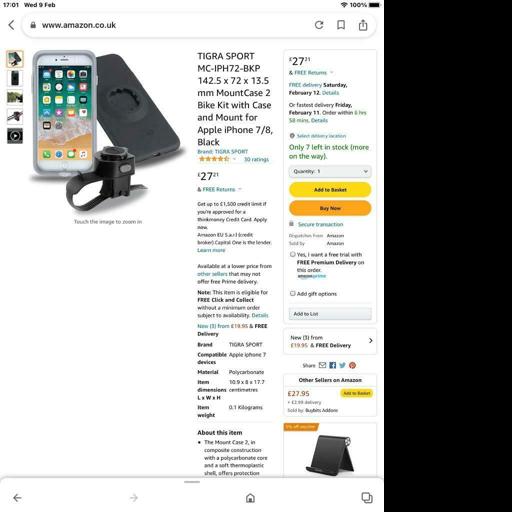 17:01 Wed 9 Feb
100%
www.amazon.co.uk
TIGRA SPORT
MC-IPH72-BKP
142.5 x 72 x 13.5
mm MountCase 2
Bike Kit with Case
and Mount for
Apple iPhone 7/8,
Black
Brand: TIGRA SPORT
30 ratings
£27.21
& FREE Returns
Get up to £1,500 credit limit if
you're approved for a
thinkmoney Credit Card. Apply
now.
Amazon EU S.a.r.l (credit
broker).Capital One is the lender.
Learn more
Available at a lower price from
other sellers that may not
offer free Prime delivery.
Note: This item is eligible for
FREE Click and Collect
without a minimum order
subject to availability. Details
New (3) from £19.95 & FREE
Delivery
Brand TIGRA SPORT
Compatible Apple iphone 7
devices
Material Polycarbonate
Item 10.9 x 8 x 17.7
dimensions centimetres
L x W x H
Item 0.1 Kilograms
weight
About this item
• The Mount Case 2, in
composite construction
with a polycarbonate core
and a soft thermoplastic
shell, offers protection
Touch the image to zoom in
£27.21
& FREE Returns
FREE delivery Saturday,
February 12. Details
Or fastest delivery Friday,
February 11. Order within 6 hrs
58 mins. Details
Select delivery location
Only 7 left in stock (more
on the way).
Quantity: 1
Add to Basket
Buy Now
Secure transaction
Dispatches from Amazon
Sold by Amazon
Yes, I want a free trial with
FREE Premium Delivery on
this order.
amazonprime
Add gift options
Add to List
New (3) from
£19.95 & FREE Delivery
Share
Other Sellers on Amazon
£27.95
Add to Basket
+ £2.99 delivery
Sold by: Buybits Addons
5% off voucher